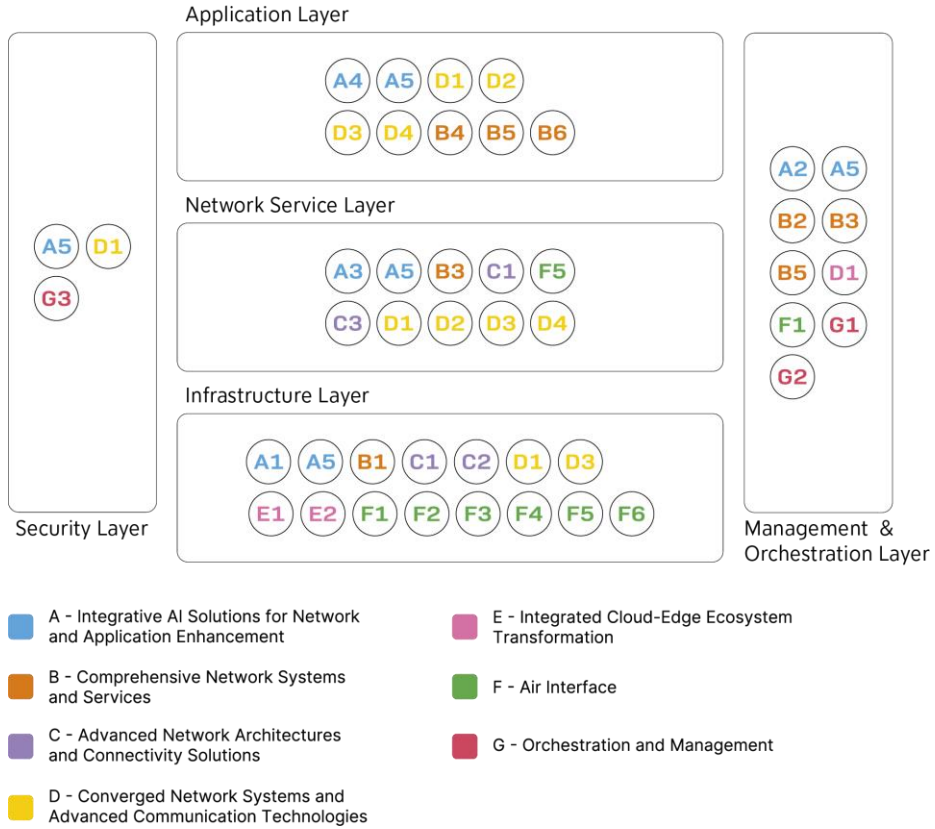 Application Layer
A4 A5 D1 D2
D3 D4 B4 B5 B6
A5 D1
G3
Security Layer
Network Service Layer
A3 A5 B3 C1 F5
C3 D1 D2 D3 D4
Infrastructure Layer
A1 A5 B1 C1 C2 D1 D3
E1 E2 F1 F2 F3 F4 F5 F6
A2 A5
B2 B3
B5 D1
F1 G1
G2
Management &
Orchestration Layer
A - Integrative AI Solutions for Network
and Application Enhancement
B - Comprehensive Network Systems
and Services
C - Advanced Network Architectures
and Connectivity Solutions
D - Converged Network Systems and
Advanced Communication Technologies
E - Integrated Cloud-Edge Ecosystem
Transformation
F - Air Interface
G - Orchestration and Management